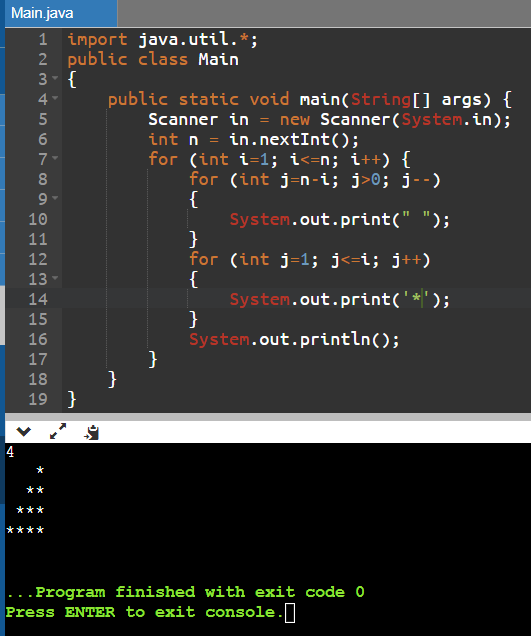 Main.java
1 import java.util.*;
2 public class Main
3 {
4     public static void main(String[] args) {
5         Scanner in = new Scanner(System.in);
6         int n = in.nextInt();
7         for (int i=1; i<=n; i++) {
8             for (int j=n-i; j>0; j--)
9             {
10                 System.out.print(" ");
11             }
12             for (int j=1; j<=i; j++)
13             {
14                 System.out.print('*');
15             }
16             System.out.println();
17         }
18     }
19 }
4
   *
  **
 ***
****
...Program finished with exit code 0
Press ENTER to exit console.